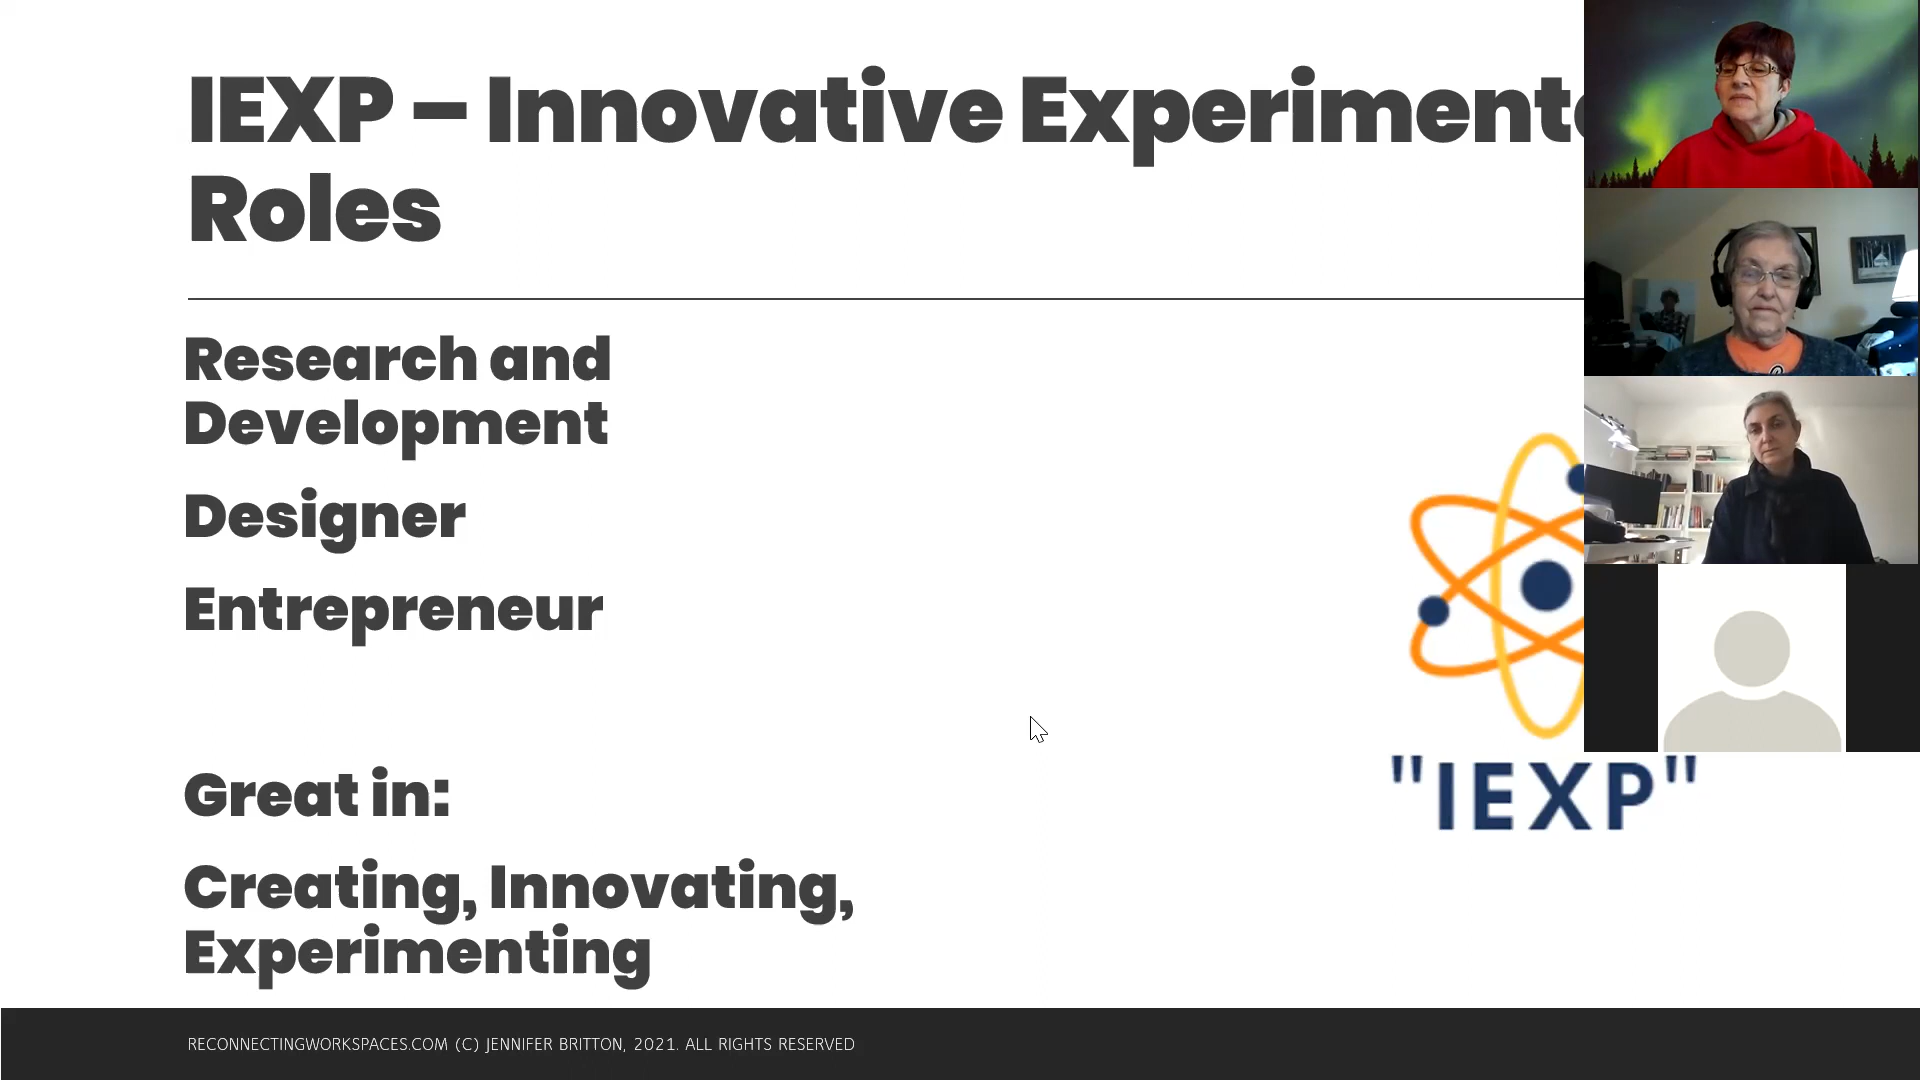 IEXP – Innovative Experimente
Roles
Research and
Development
Designer
Entrepreneur
Great in:
Creating, Innovating,
Experimenting
"IEXP"
RECONNECTINGWORKSPACES.COM (C) JENNIFER BRITTON, 2021. ALL RIGHTS RESERVED